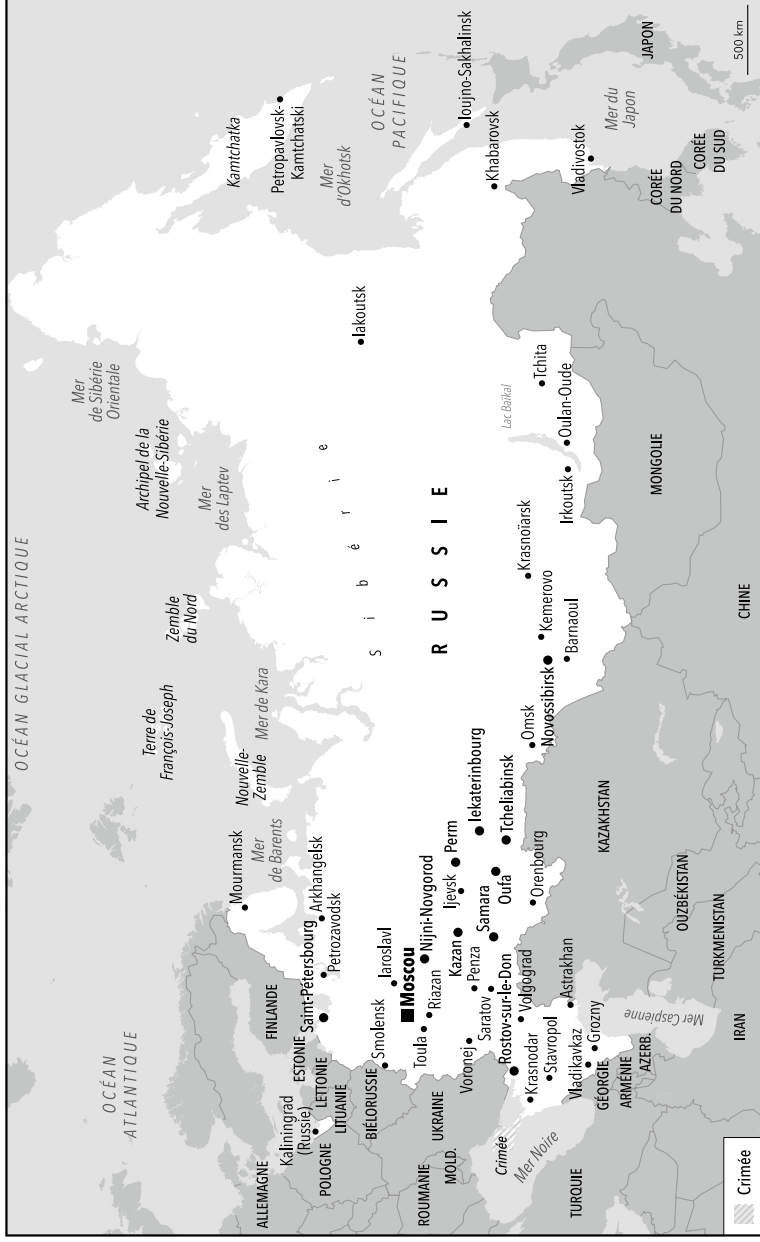 OCÉAN GLACIAL ARCTIQUE
OCÉAN
ATLANTIQUE
OCÉAN
PACIFIQUE
Terre de
François-Joseph
Zemble
du Nord
Archipel de la
Nouvelle-Sibérie
Mer
de Sibérie
Orientale
Mer
des Laptev
Nouvelle-
Zemble
Mer de Kara
Mer
de Barents
Kamtchatka
Petropavlovsk-
Kamtchatski
Mer
d'Okhotsk
Mourmansk
Arkhangelsk
Petrozavodsk
Saint-Pétersbourg
FINLANDE
ESTONIE
LETTONIE
LITUANIE
Kaliningrad
(Russie)
POLOGNE
ALLEMAGNE
BIÉLORUSSIE
Smolensk
Iaroslavl
Moscou
Nijni-Novgorod
Riazan
Toula
Voronej
UKRAINE
MOLD.
ROUMANIE
Sibérie
RUSSIE
Iakoutsk
Perm
Ijevsk
Kazan
Iekaterinbourg
Tcheliabinsk
Oufa
Samara
Penza
Saratov
Orenbourg
Rostov-sur-le-Don
Volgograd
Astrakhan
Krasnodar
Stavropol
Vladikavkaz
Grozny
Crimée
Mer Noire
TURQUIE
GÉORGIE
ARMÉNIE
AZERB.
Mer Caspienne
IRAN
TURKMENISTAN
OUZBÉKISTAN
KAZAKHSTAN
Omsk
Novossibirsk
Kemerovo
Barnaoul
Krasnoïarsk
Irkoutsk
Oulan-Oude
Tchita
Lac Baïkal
MONGOLIE
CHINE
Khabarovsk
Ioujno-Sakhalinsk
Vladivostok
Mer du
Japon
JAPON
CORÉE
DU NORD
CORÉE
DU SUD
500 km
Crimée